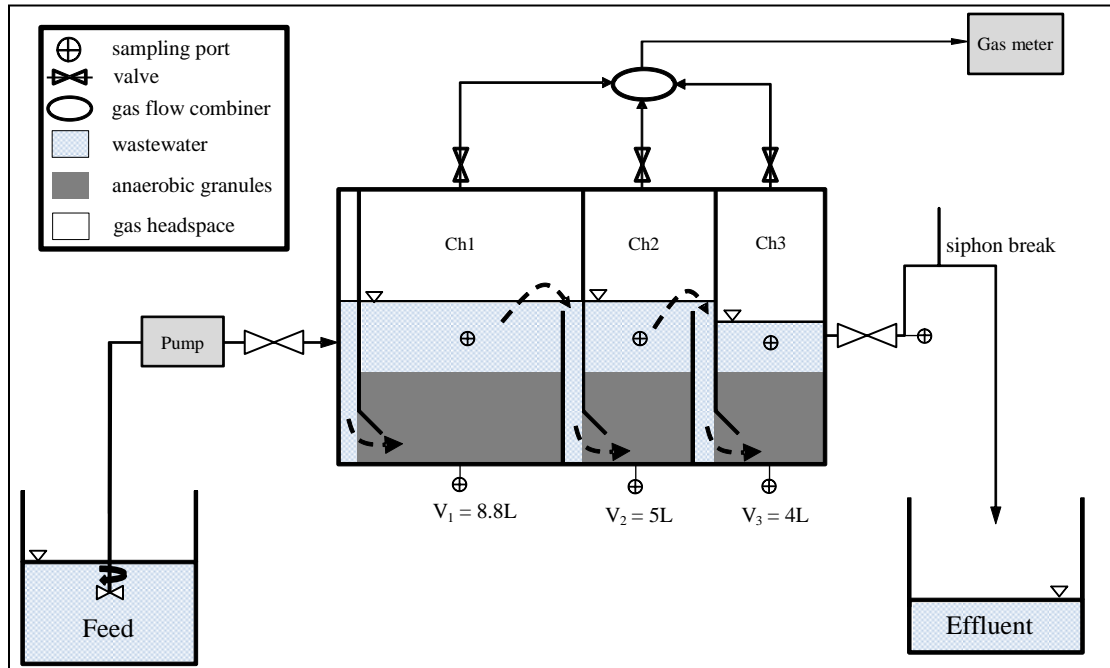 sampling port
valve
gas flow combiner
wastewater
anaerobic granules
gas headspace
Gas meter
Ch1
Ch2
Ch3
siphon break
Pump
V₁ = 8.8L
V₂ = 5L
V₃ = 4L
Feed
Effluent